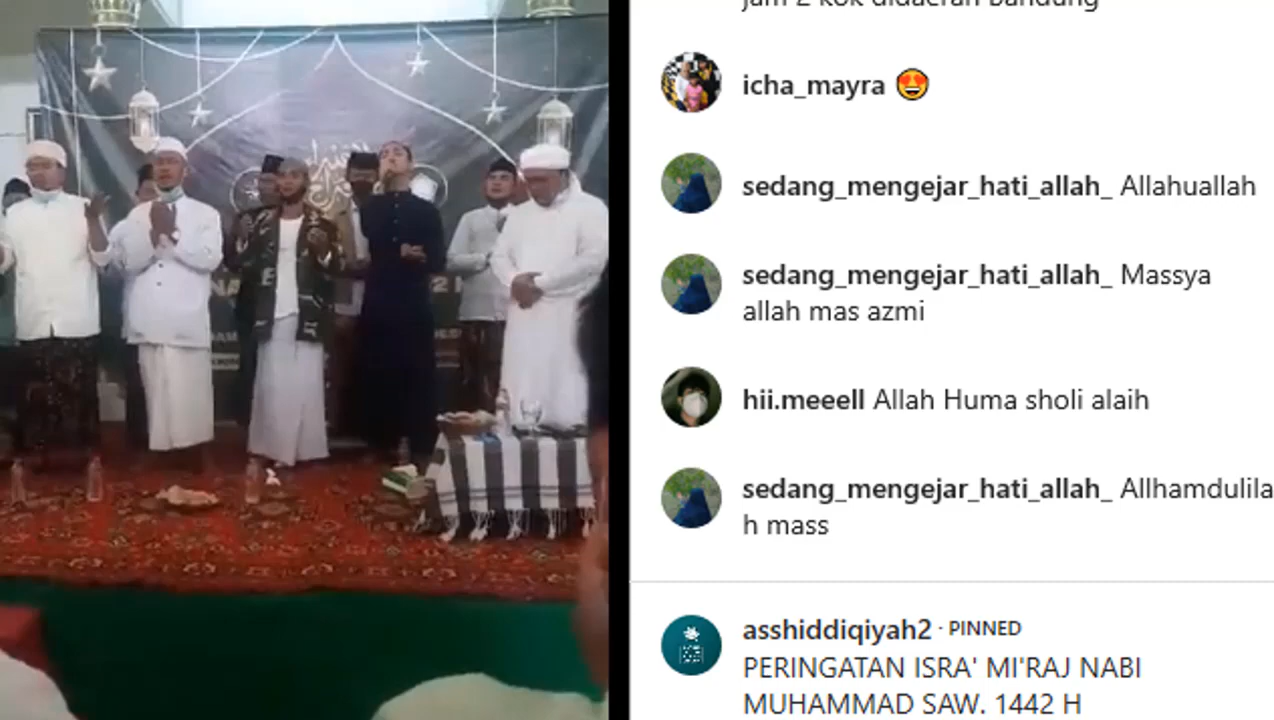 jam 2 kok didaerah bandung
icha_mayra 😍
sedang_mengejar_hati_allah_ Allahuallah
sedang_mengejar_hati_allah_ Massya
allah mas azmi
hii.meeell Allah Huma sholi alaih
sedang_mengejar_hati_allah_ Allhamdulila
h mass
asshiddiqiyah2 · PINNED
PERINGATAN ISRA' MI'RAJ NABI
MUHAMMAD SAW. 1442 H